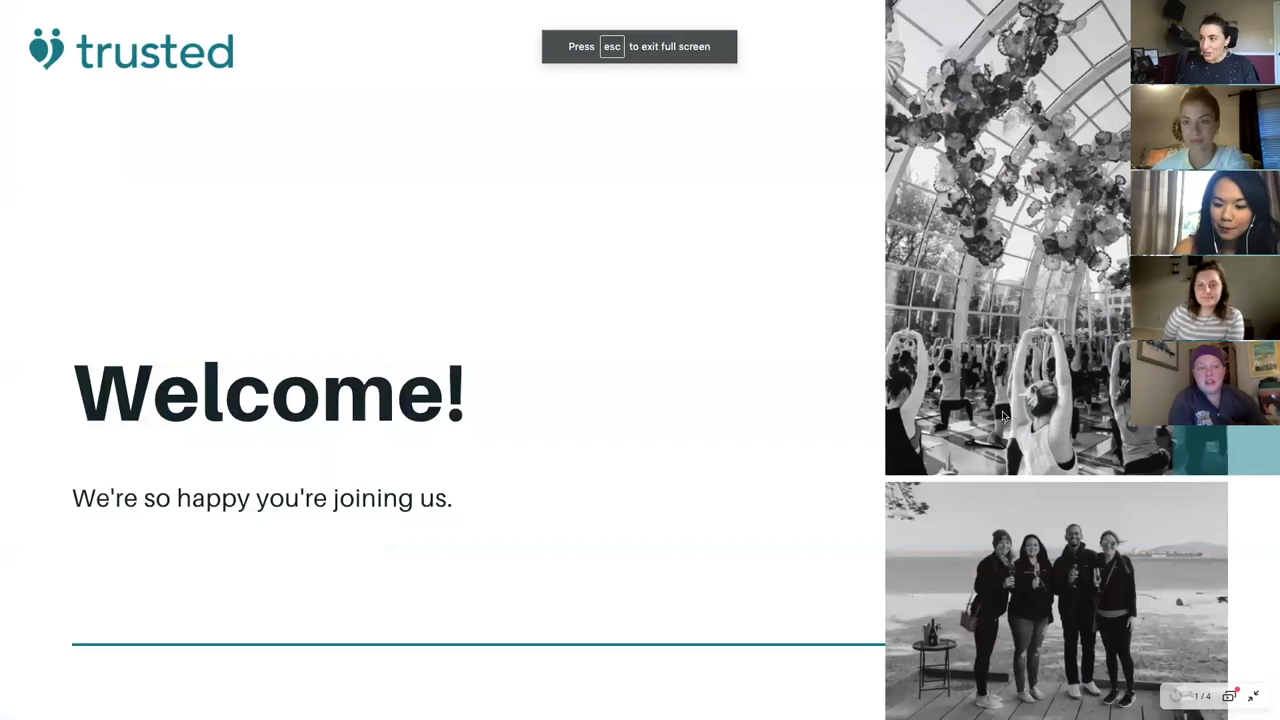 trusted
Press esc to exit full screen
Welcome!
We're so happy you're joining us.
1 / 4